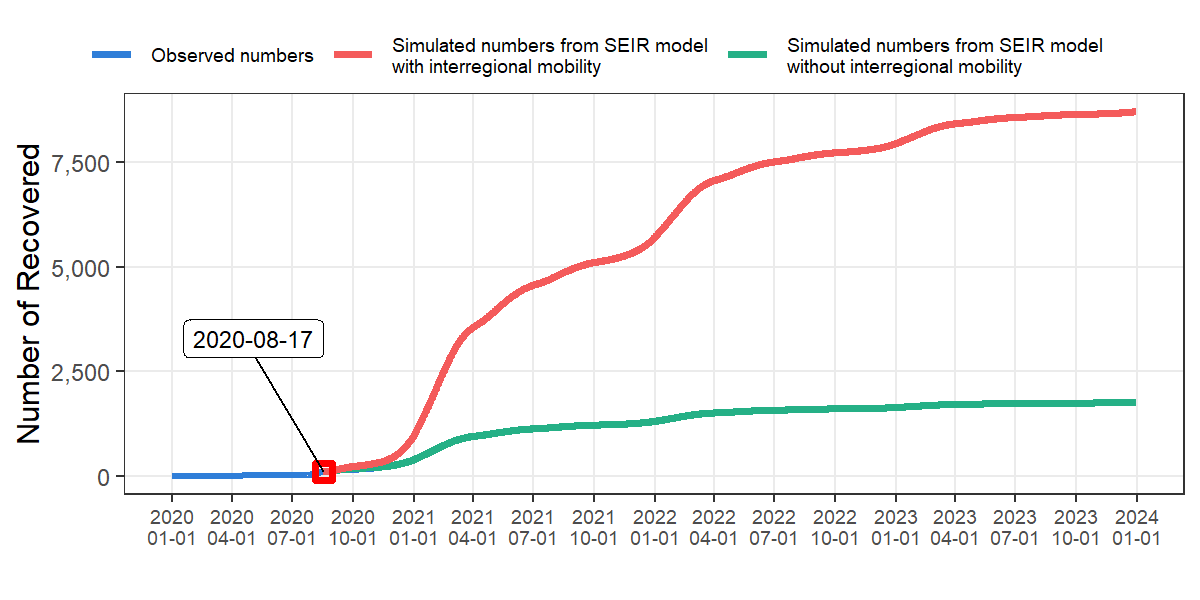 Observed numbers
Simulated numbers from SEIR model
with interregional mobility
Simulated numbers from SEIR model
without interregional mobility
Number of Recovered
7,500
5,000
2,500
0
2020-08-17
2020 2020 2020 2020 2021 2021 2021 2021 2022 2022 2022 2022 2023 2023 2023 2023 2024
01-01 04-01 07-01 10-01 01-01 04-01 07-01 10-01 01-01 04-01 07-01 10-01 01-01 04-01 07-01 10-01 01-01